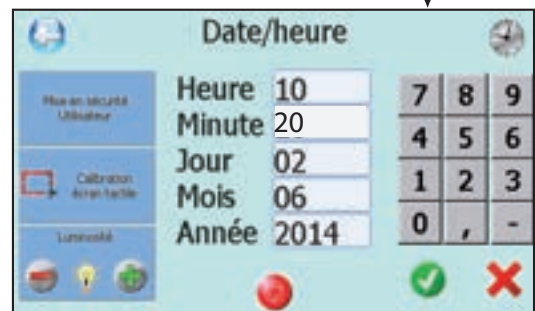 Date/heure
Mise en sécurité
Utilisateur
Calibration
écran tactile
Luminosité
Heure 10
Minute 20
Jour 02
Mois 06
Année 2014
7 8 9
4 5 6
1 2 3
0 , -